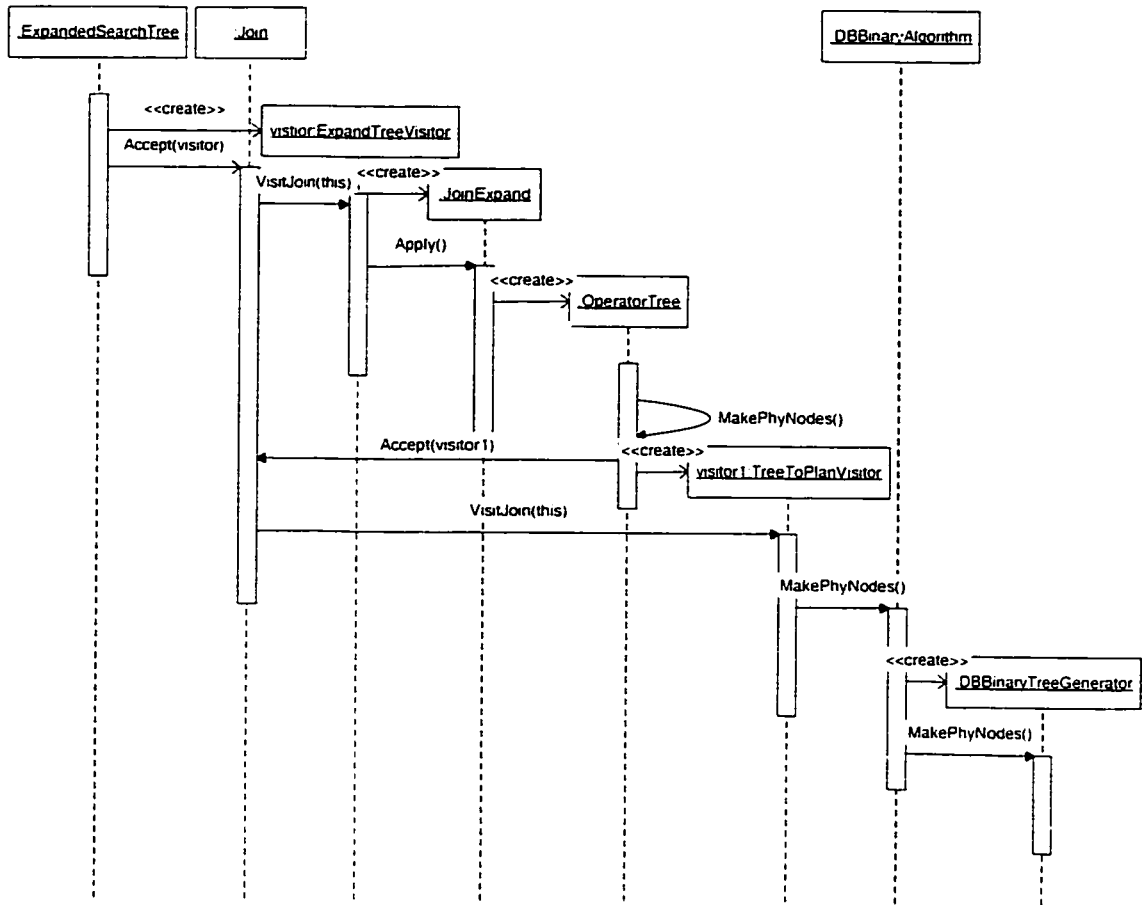 :ExpandedSearchTree
:Join
DBBinaryAlgorithm
<<create>>
visitior:ExpandTreeVisitor
Accept(visitor)
<<create>>
VisitJoin(this)
:JoinExpand
Apply()
<<create>>
:OperatorTree
MakePhyNodes()
Accept(visitor1)
<<create>>
visitor1:TreeToPlanVisitor
VisitJoin(this)
MakePhyNodes()
<<create>>
:DBBinaryTreeGenerator
MakePhyNodes()